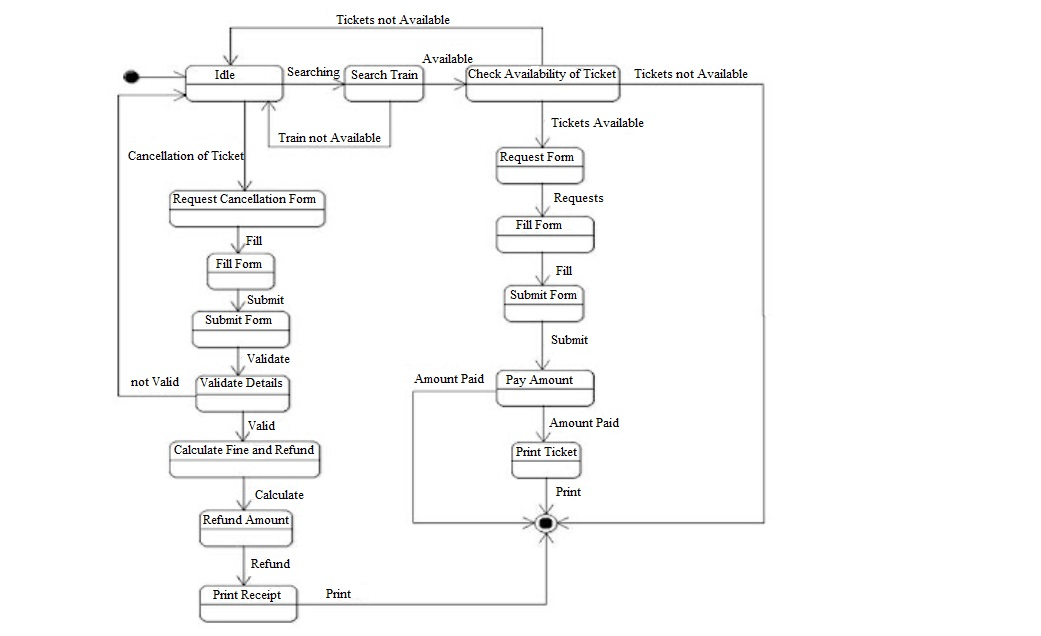 Tickets not Available
Idle
Searching
Search Train
Available
Check Availability of Ticket
Tickets not Available
Train not Available
Tickets Available
Cancellation of Ticket
Request Form
Request Cancellation Form
Requests
Fill Form
Fill
Fill Form
Fill
Submit
Submit Form
Submit Form
Submit
Validate
not Valid
Validate Details
Amount Paid
Pay Amount
Valid
Amount Paid
Calculate Fine and Refund
Print Ticket
Calculate
Print
Refund Amount
Refund
Print Receipt
Print